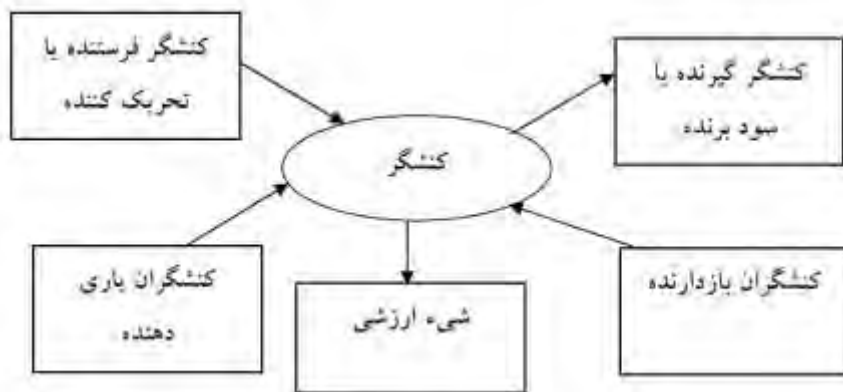 کنشگر گیرنده یا
سود برنده
کنشگر فرستنده یا
تحریک کننده
کنشگر
کنشگران بازدارنده
شیء ارزشی
کنشگران یاری
دهنده